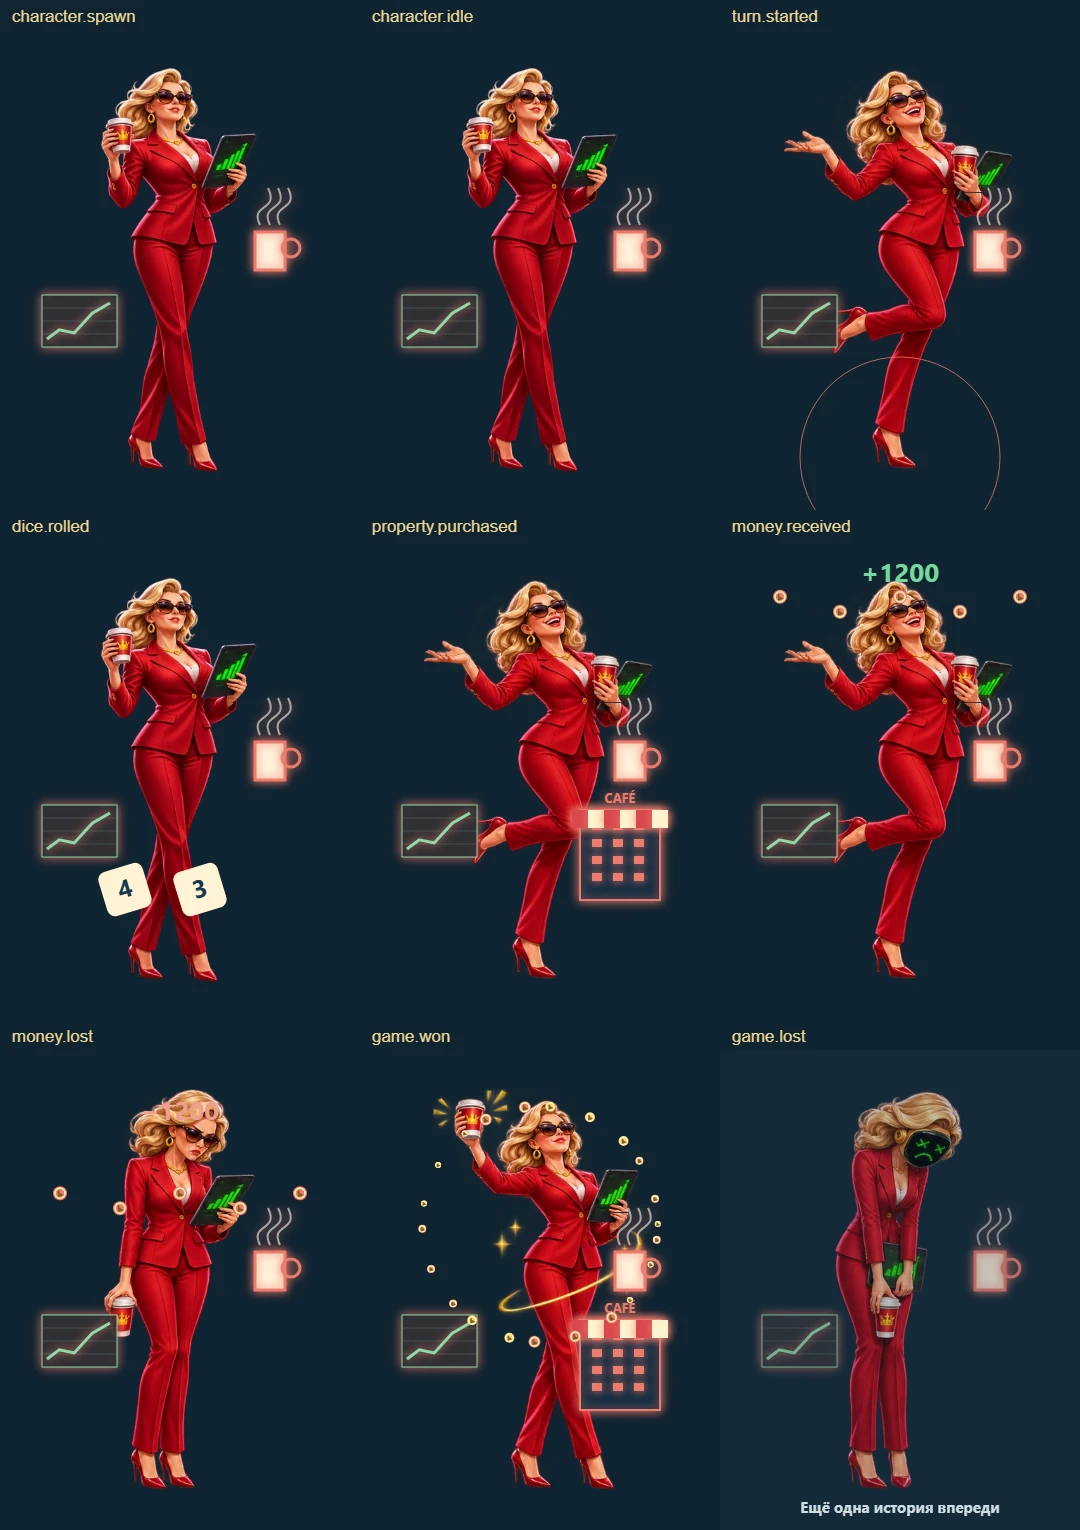 character.spawn
character.idle
turn.started
dice.rolled
property.purchased
money.received
+1200
CAFÉ
4
3
money.lost
game.won
game.lost
CAFÉ
Ещё одна история впереди